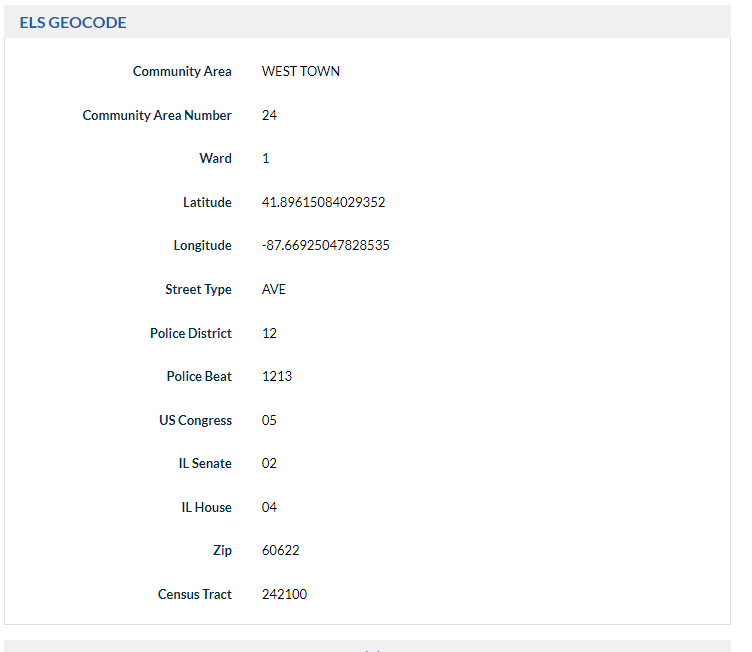 ELS GEOCODE
Community Area WEST TOWN
Community Area Number 24
Ward 1
Latitude 41.89615084029352
Longitude -87.66925047828535
Street Type AVE
Police District 12
Police Beat 1213
US Congress 05
IL Senate 02
IL House 04
Zip 60622
Census Tract 242100